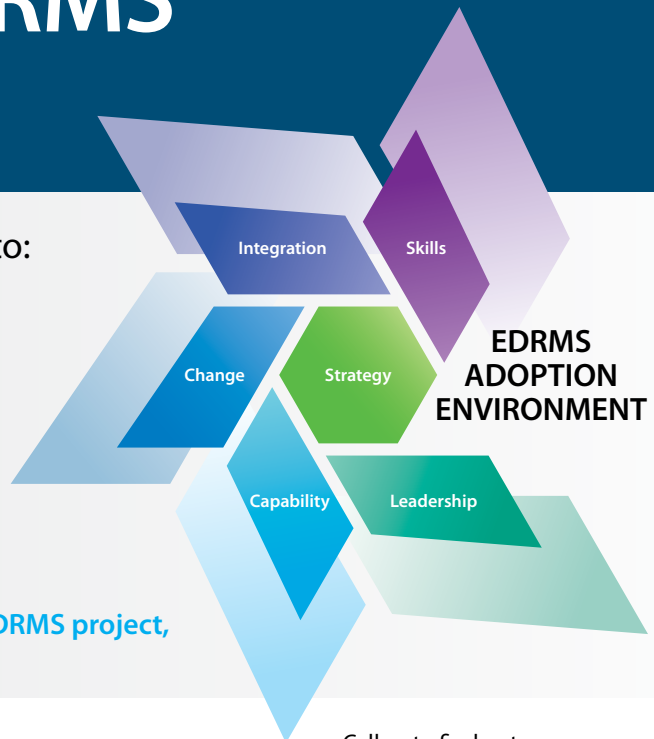 RMS
to:
Integration
Skills
EDRMS
ADOPTION
ENVIRONMENT
Change
Strategy
Capability
Leadership
DRMS project,